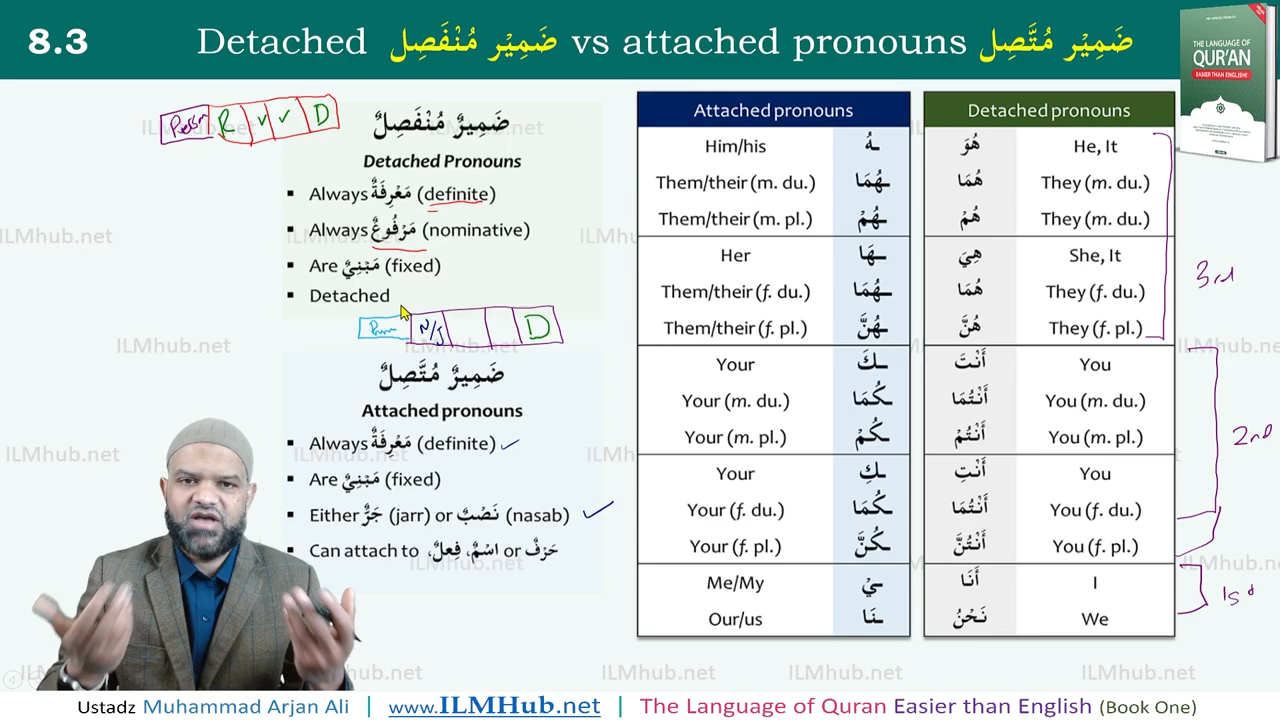 8.3
Detached ضَمِيْر مُنْفَصِل vs attached pronouns ضَمِيْر مُتَّصِل
THE LANGUAGE OF
QUR'AN
EASIER THAN ENGLISH!
R ✓ ✓ D
ضَمِيرٌ مُنْفَصِلٌ
Detached Pronouns
▪ Always مَعْرِفَةٌ (definite)
▪ Always مَرْفُوعٌ (nominative)
▪ Are مَبْنِيٌّ (fixed)
▪ Detached
N/J D
ضَمِيرٌ مُتَّصِلٌ
Attached pronouns
▪ Always مَعْرِفَةٌ (definite) ✓
▪ Are مَبْنِيٌّ (fixed)
▪ Either جَرٌّ (jarr) or نَصْبٌ (nasab) ✓
▪ Can attach to اسْمٌ، فِعلٌ، or حَرْفٌ
Attached pronouns Detached pronouns
Him/his ـهُ هُوَ He, It
Them/their (m. du.) ـهُمَا هُمَا They (m. du.)
Them/their (m. pl.) ـهُمْ هُمْ They (m. du.)
Her ـهَا هِيَ She, It
Them/their (f. du.) ـهُمَا هُمَا They (f. du.)
Them/their (f. pl.) ـهُنَّ هُنَّ They (f. pl.)
Your ـكَ أَنْتَ You
Your (m. du.) ـكُمَا أَنْتُمَا You (m. du.)
Your (m. pl.) ـكُمْ أَنْتُمْ You (m. pl.)
Your ـكِ أَنْتِ You
Your (f. du.) ـكُمَا أَنْتُمَا You (f. du.)
Your (f. pl.) ـكُنَّ أَنْتُنَّ You (f. pl.)
Me/My ـيْ أَنَا I
Our/us ـنَا نَحْنُ We
3rd
2nd
1st
ILMhub.net
Ustadz Muhammad Arjan Ali | www.ILMHub.net | The Language of Quran Easier than English (Book One)